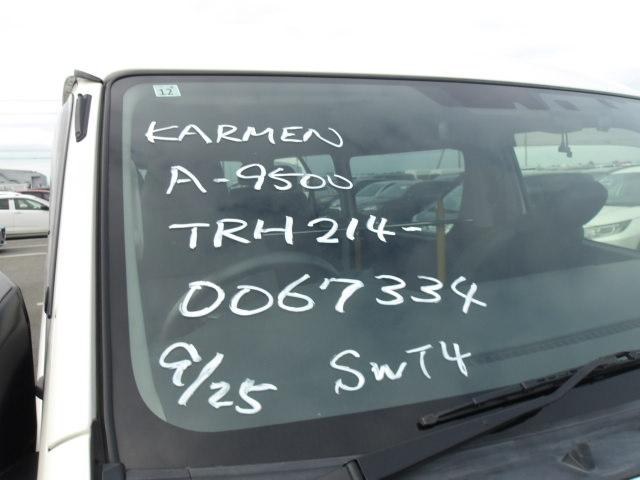 12
KARMEN
A-9500
TRH214-
0067334
9/25 SWT4